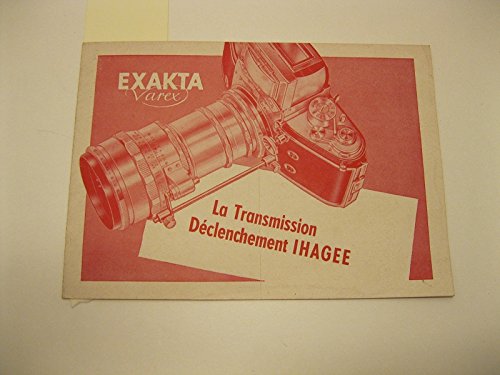 EXAKTA
Varex
La Transmission
Déclenchement IHAGEE